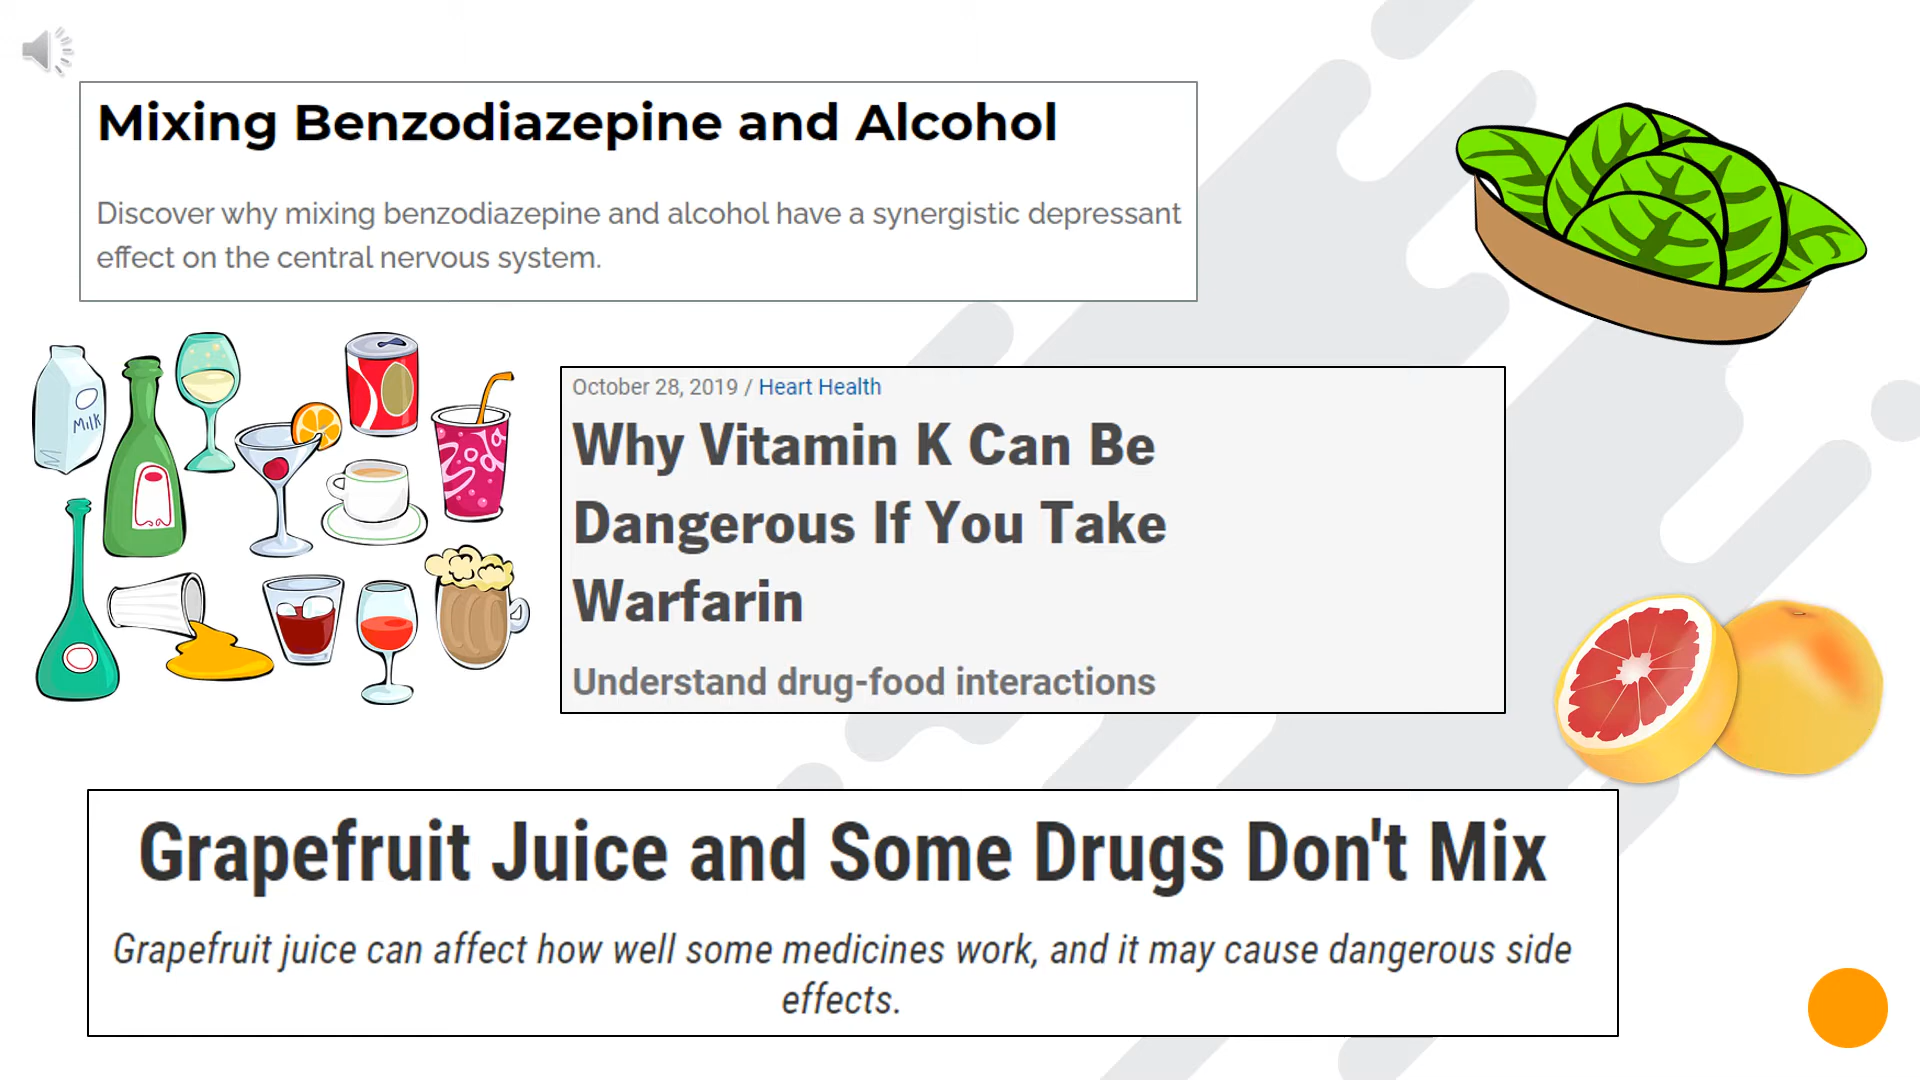 Mixing Benzodiazepine and Alcohol
Discover why mixing benzodiazepine and alcohol have a synergistic depressant
effect on the central nervous system.
Milk
Soda
October 28, 2019 / Heart Health
Why Vitamin K Can Be
Dangerous If You Take
Warfarin
Understand drug-food interactions
Grapefruit Juice and Some Drugs Don't Mix
Grapefruit juice can affect how well some medicines work, and it may cause dangerous side
effects.